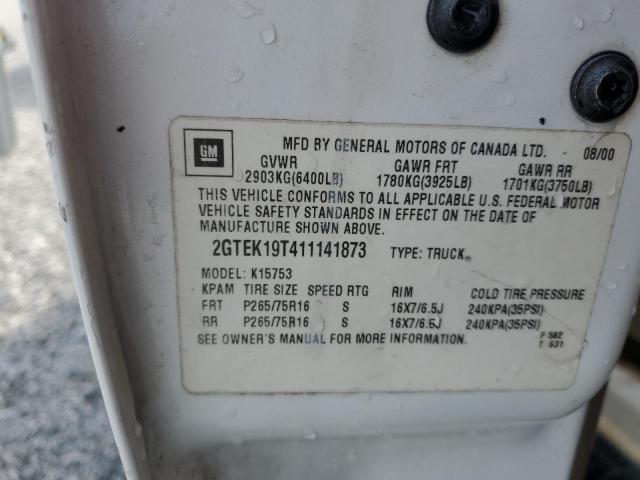 GM
MFD BY GENERAL MOTORS OF CANADA LTD. 08/00
GVWR GAWR FRT GAWR RR
2903KG(6400LB) 1780KG(3925LB) 1701KG(3750LB)
THIS VEHICLE CONFORMS TO ALL APPLICABLE U.S. FEDERAL MOTOR
VEHICLE SAFETY STANDARDS IN EFFECT ON THE DATE OF
MANUFACTURE SHOWN ABOVE.
2GTEK19T411141873 TYPE: TRUCK
MODEL: K15753
KPAM TIRE SIZE SPEED RTG RIM COLD TIRE PRESSURE
FRT P265/75R16 S 16X7/6.5J 240KPA(35PSI)
RR P265/75R16 S 16X7/6.5J 240KPA(35PSI)
SEE OWNER'S MANUAL FOR MORE INFORMATION. F 582
T 631